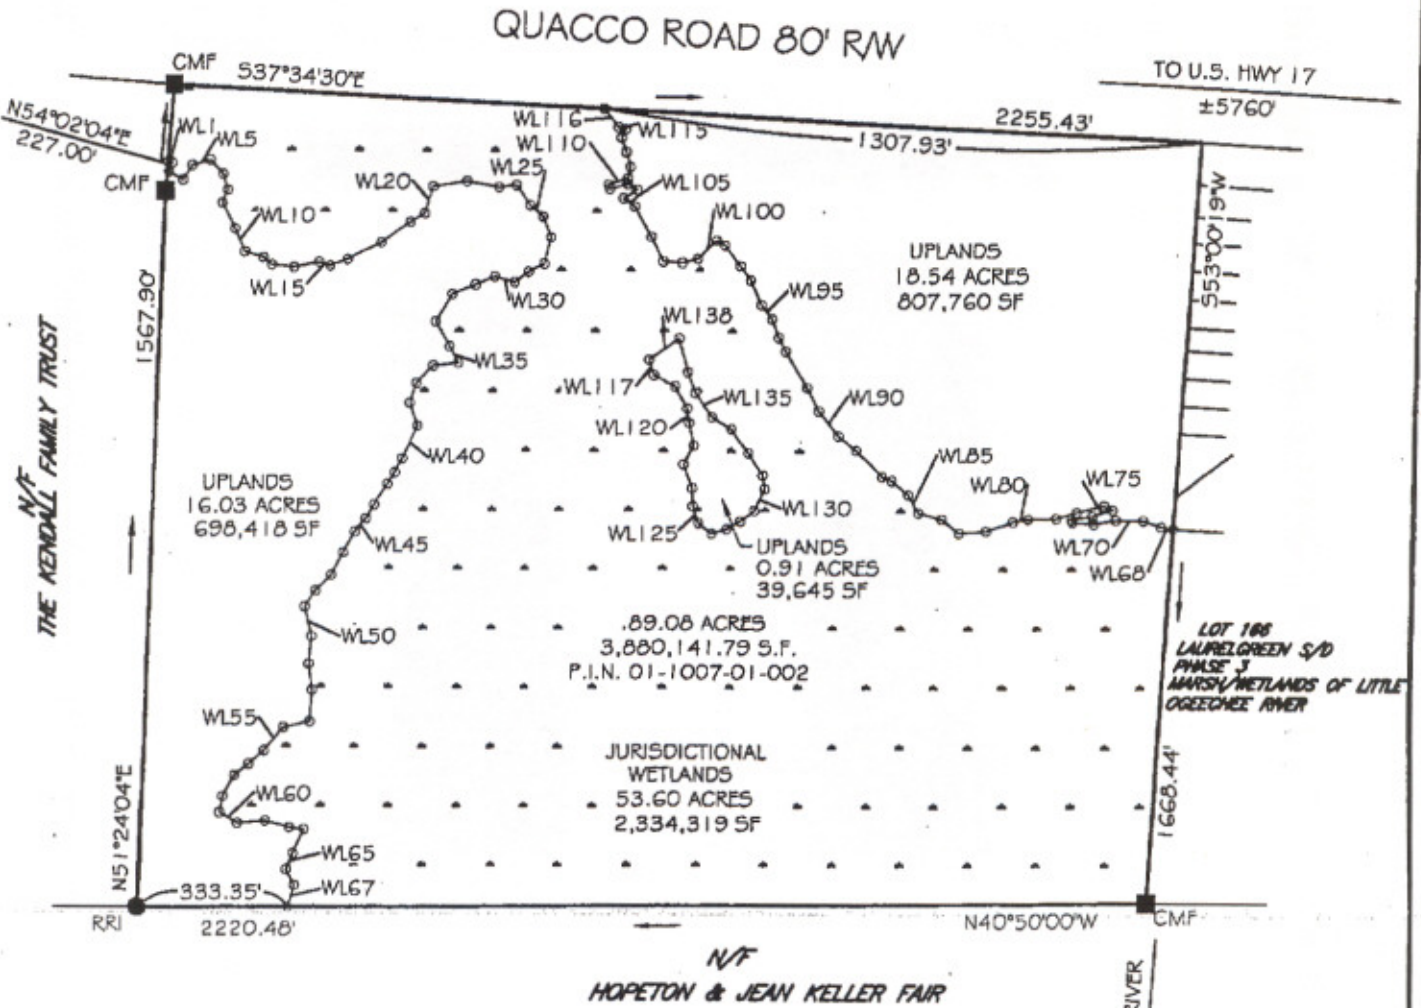 QUACCO ROAD 80' R/W
TO U.S. HWY 17
±5760'
CMF
S37°34'30"E
2255.43'
1307.93'
N54°02'04"E
227.00'
WL1
WL5
WL116
WL115
WL110
WL25
WL20
CMF
WL105
WL100
WL10
S53°00'19"W
UPLANDS
18.54 ACRES
807,760 SF
WL15
WL30
WL95
1567.90'
WL138
WL35
WL117
WL135
WL90
WL120
N/F
THE KENDALL FAMILY TRUST
WL40
WL85
WL80
WL75
UPLANDS
16.03 ACRES
698,418 SF
WL45
WL125
WL130
WL70
WL68
UPLANDS
0.91 ACRES
39,645 SF
WL50
.89.08 ACRES
3,880,141.79 S.F.
P.I.N. 01-1007-01-002
LOT 166
LAURELGREEN S/D
PHASE 3
MARSH/WETLANDS OF LITTLE
OGEECHEE RIVER
WL55
JURISDICTIONAL
WETLANDS
53.60 ACRES
2,334,319 SF
WL60
1668.44'
N51°24'04"E
WL65
WL67
333.35'
RRI
2220.48'
N40°50'00"W
CMF
N/F
HOPETON & JEAN KELLER FAIR
RIVER